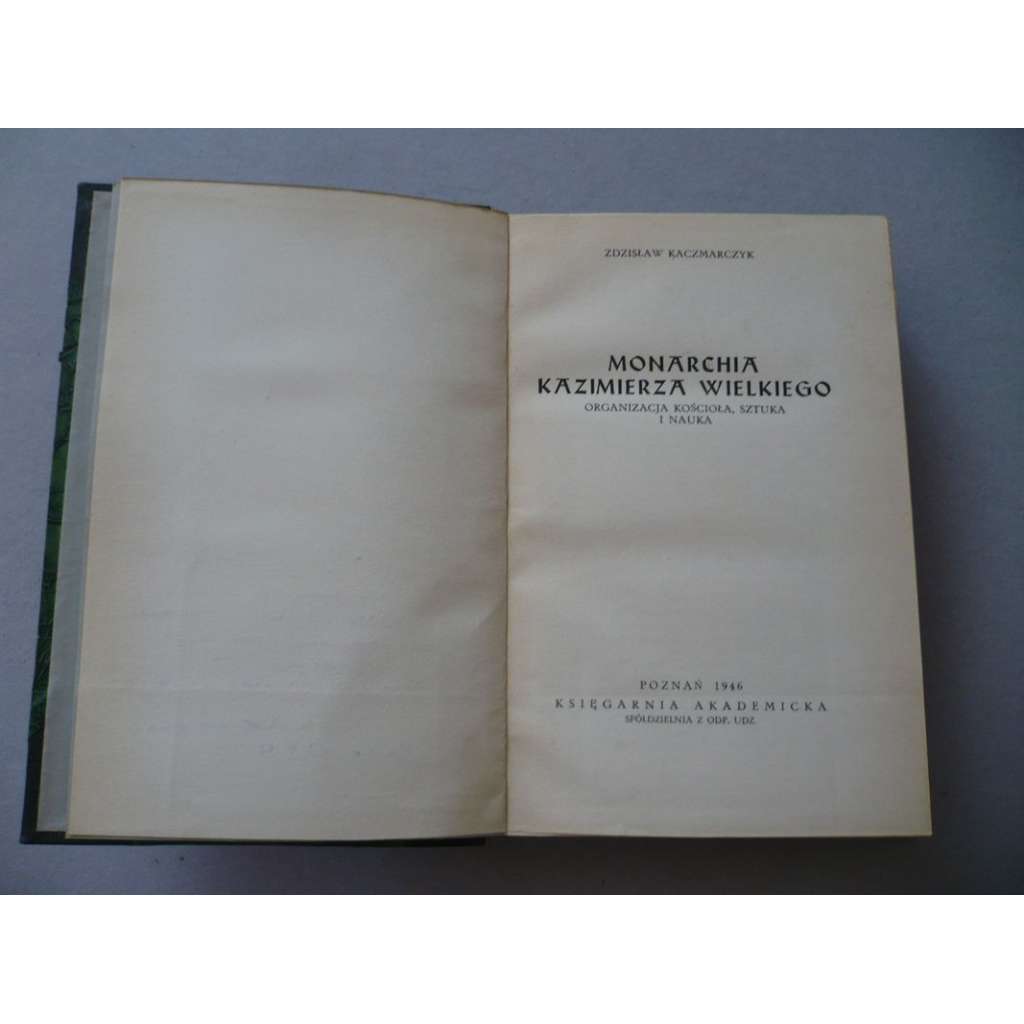 ZDZISŁAW KACZMARCZYK
MONARCHIA
KAZIMIERZA WIELKIEGO
ORGANIZACJA KOŚCIOŁA, SZTUKA
I NAUKA
POZNAŃ 1946
KSIĘGARNIA AKADEMICKA
SPÓŁDZIELNIA Z ODP. UDZ.